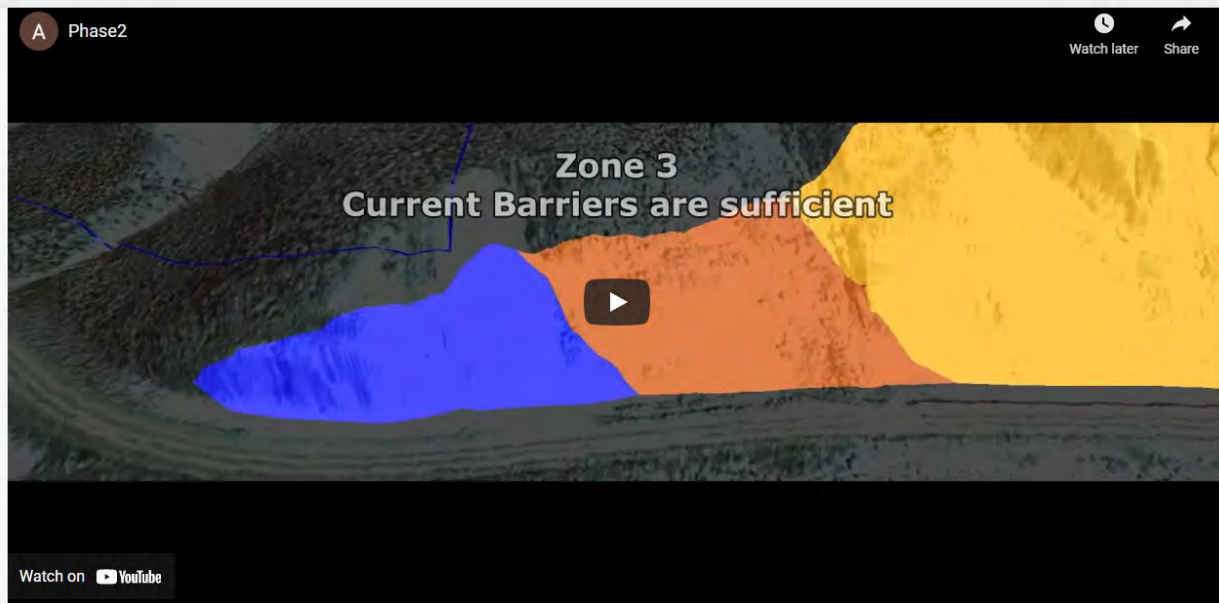 A
Phase2
Watch later
Share
Zone 3
Current Barriers are sufficient
Watch on YouTube